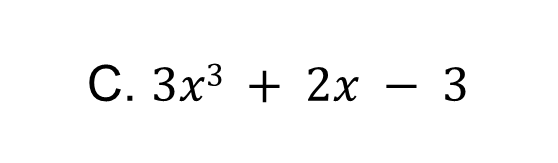 C. 3x³ + 2x − 3